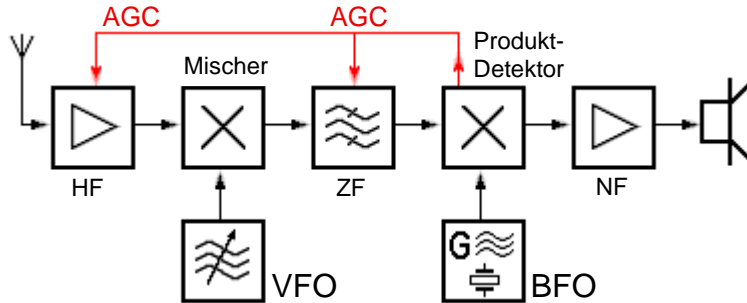 AGC
AGC
Produkt-
Detektor
Mischer
HF
ZF
NF
VFO
G
BFO